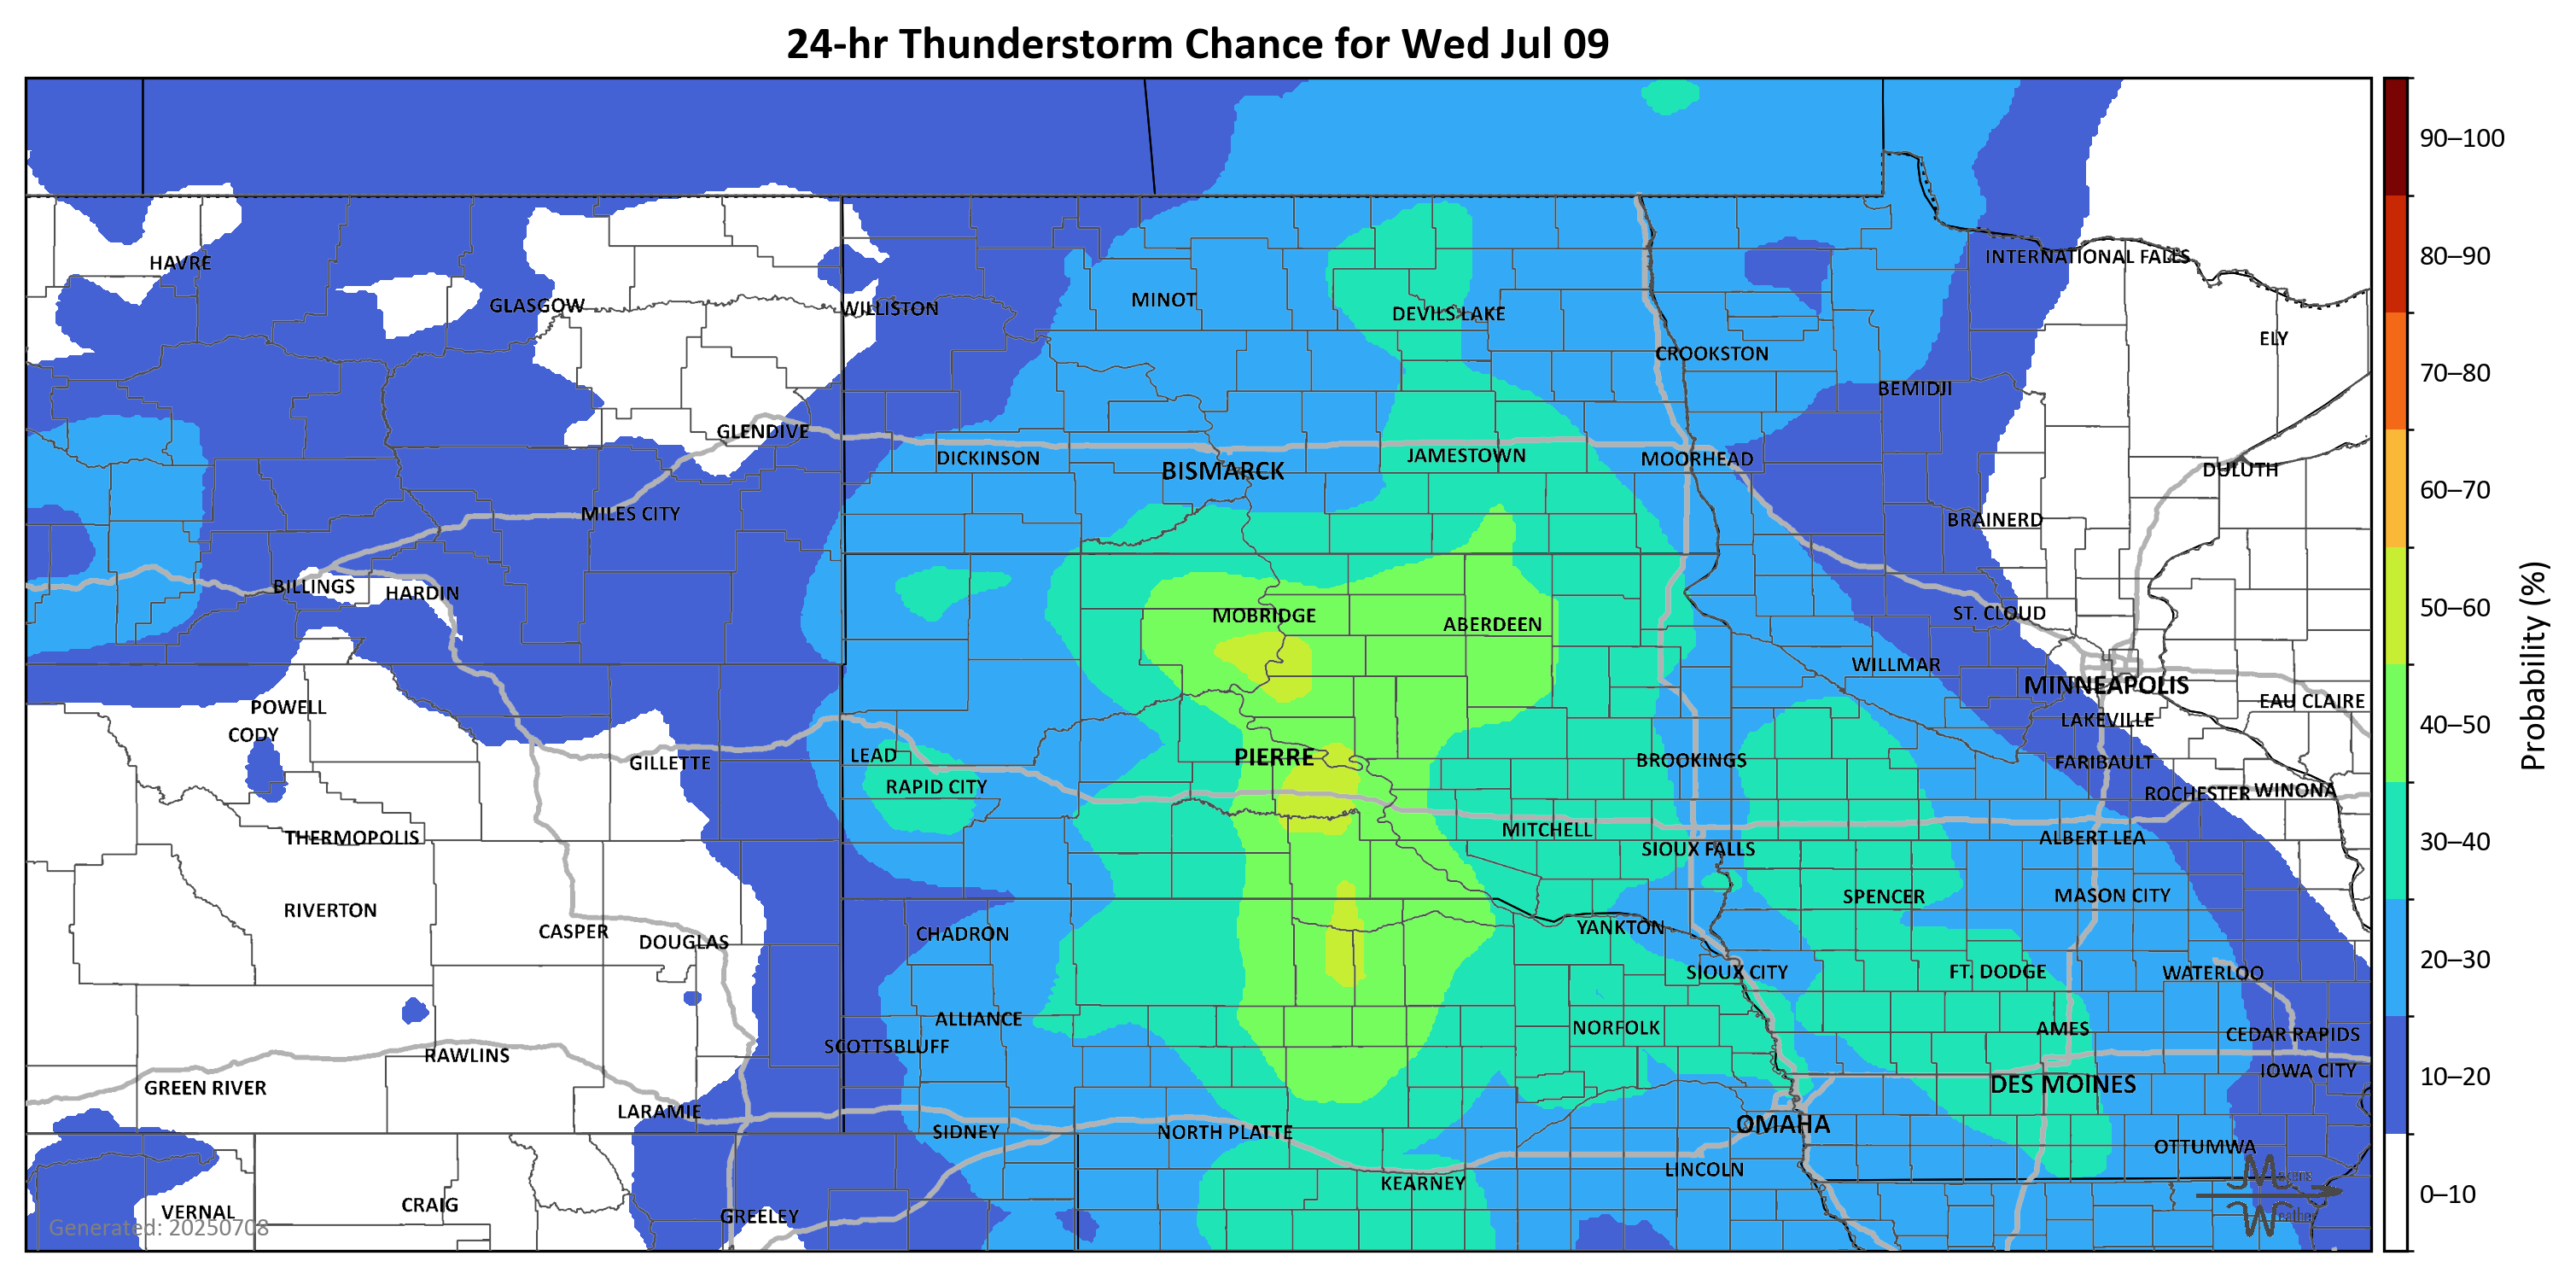 24-hr Thunderstorm Chance for Wed Jul 09
90–100
80–90
70–80
60–70
50–60
40–50
30–40
20–30
10–20
0–10
Probability (%)
HAVRE
INTERNATIONAL FALLS
GLASGOW
WILLISTON
MINOT
DEVILS LAKE
ELY
CROOKSTON
BEMIDJI
GLENDIVE
DICKINSON
BISMARCK
JAMESTOWN
MOORHEAD
DULUTH
MILES CITY
BRAINERD
BILLINGS
HARDIN
MOBRIDGE
ABERDEEN
ST. CLOUD
WILLMAR
MINNEAPOLIS
POWELL
EAU CLAIRE
CODY
LAKEVILLE
GILLETTE
LEAD
PIERRE
BROOKINGS
FARIBAULT
RAPID CITY
ROCHESTER
WINONA
THERMOPOLIS
MITCHELL
ALBERT LEA
SIOUX FALLS
RIVERTON
SPENCER
MASON CITY
CASPER
DOUGLAS
CHADRON
YANKTON
SIOUX CITY
FT. DODGE
WATERLOO
ALLIANCE
NORFOLK
AMES
CEDAR RAPIDS
SCOTTSBLUFF
RAWLINS
IOWA CITY
GREEN RIVER
DES MOINES
LARAMIE
SIDNEY
NORTH PLATTE
OMAHA
OTTUMWA
LINCOLN
KEARNEY
VERNAL
CRAIG
GREELEY
Generated: 20250708
Makens
Weather